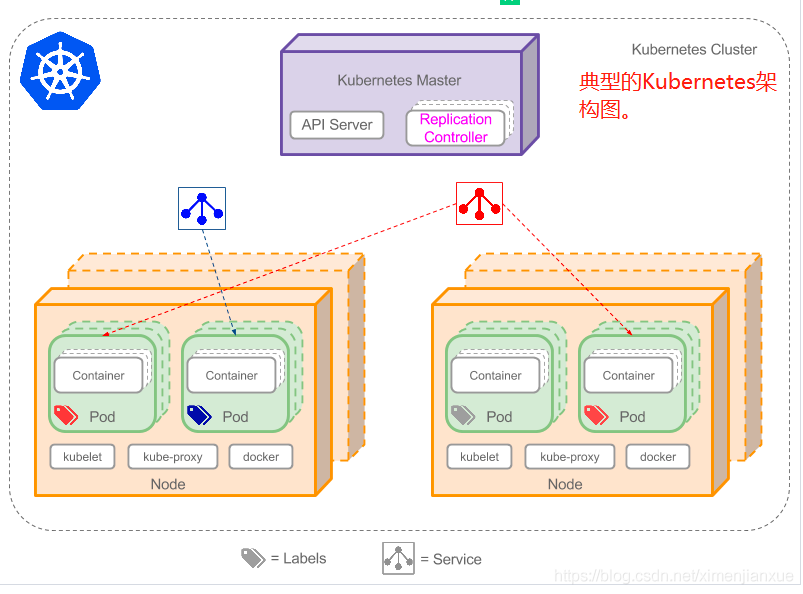 Kubernetes Cluster
典型的Kubernetes架
构图。
Kubernetes Master
API Server
Replication
Controller
Container
Container
Container
Container
Pod
Pod
Pod
Pod
kubelet
kube-proxy
docker
kubelet
kube-proxy
docker
Node
Node
= Labels
= Service
https://blog.csdn.net/ximenjianxue